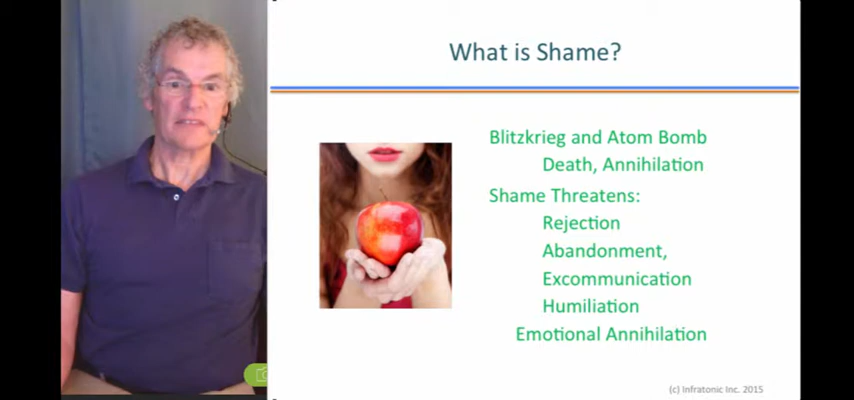 What is Shame?
Blitzkrieg and Atom Bomb
Death, Annihilation
Shame Threatens:
Rejection
Abandonment,
Excommunication
Humiliation
Emotional Annihilation
(c) Infratonic Inc. 2015